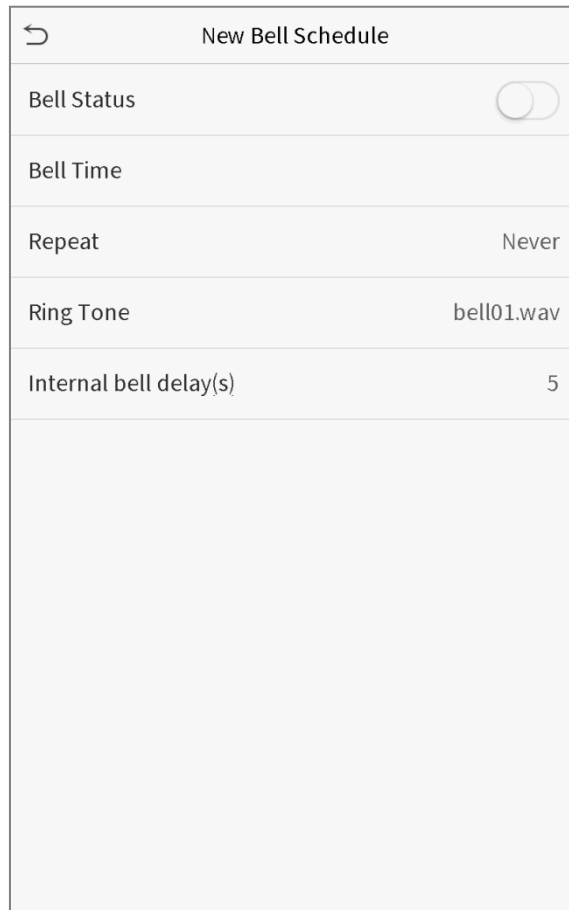 New Bell Schedule
Bell Status
Bell Time
Repeat Never
Ring Tone bell01.wav
Internal bell delay(s) 5